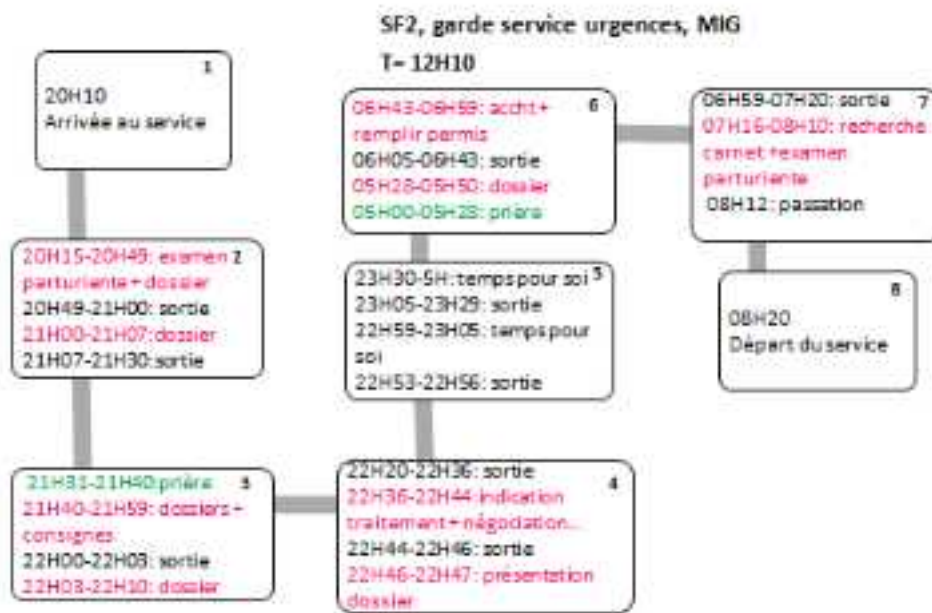 SF2, garde service urgences, MIG
T= 12H10
1
20H10
Arrivée au service
20H15-20H49: examen 2
parturiente + dossier
20H49-21H00: sortie
21H00-21H07: dossier
21H07-21H30: sortie
21H31-21H40: prière 3
21H40-21H59: dossiers +
consignes
22H00-22H03: sortie
22H03-22H10: dossier
22H20-22H36: sortie
22H36-22H44 indication 4
traitement + négociation...
22H44-22H46: sortie
22H46-22H47: présentation
dossier
23H30-5H: temps pour soi 5
23H05-23H29: sortie
22H59-23H05: temps pour
soi
22H53-22H56: sortie
06H43-06H59: accht + 6
remplir permis
06H05-06H43: sortie
05H28-05H50: dossier
05H00-05H28: prière
06H59-07H20: sortie 7
07H16-08H10: recherche
carnet +examen
parturiente
08H12: passation
8
08H20
Départ du service